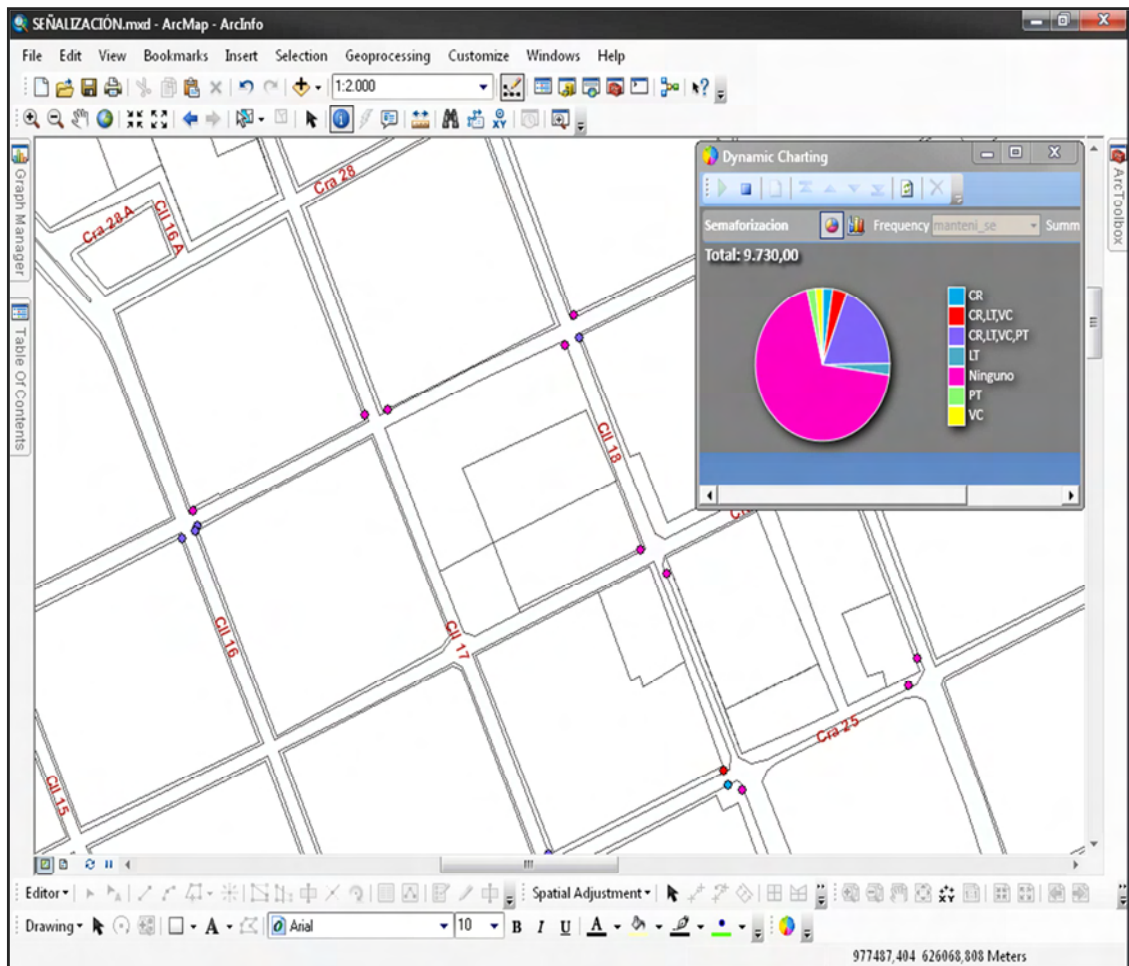 SEÑALIZACIÓN.mxd - ArcMap - ArcInfo
File Edit View Bookmarks Insert Selection Geoprocessing Customize Windows Help
1:2.000
Graph Manager
Table Of Contents
ArcToolbox
Dynamic Charting
Semaforizacion Frequency manteni_se Summ
Total: 9.730,00
CR
CR,LT,VC
CR,LT,VC,PT
LT
Ninguno
PT
VC
Cra 28
Cra 28 A
Cll 16 A
Cll 18
Cll 16
Cll 17
Cra 25
Cll 15
Editor Spatial Adjustment
Drawing A Arial 10 B I U A
977487,404 626068,808 Meters